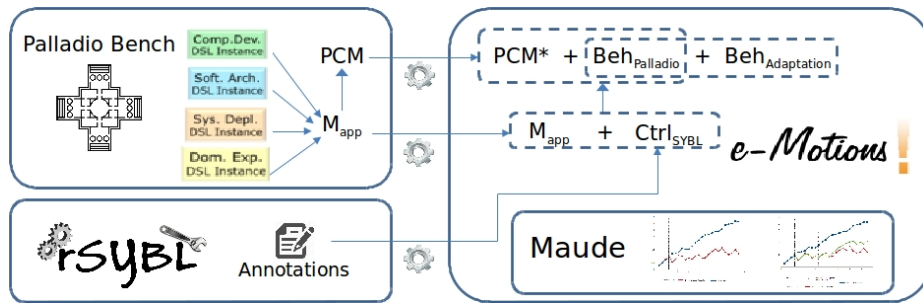 Palladio Bench
Comp.Dev.
DSL Instance
Soft. Arch.
DSL Instance
Sys. Depl.
DSL Instance
Dom. Exp.
DSL Instance
PCM
Mapp
PCM* + BehPalladio + BehAdaptation
Mapp + CtrlSYBL
e-Motions!
rSYBL
Annotations
Maude